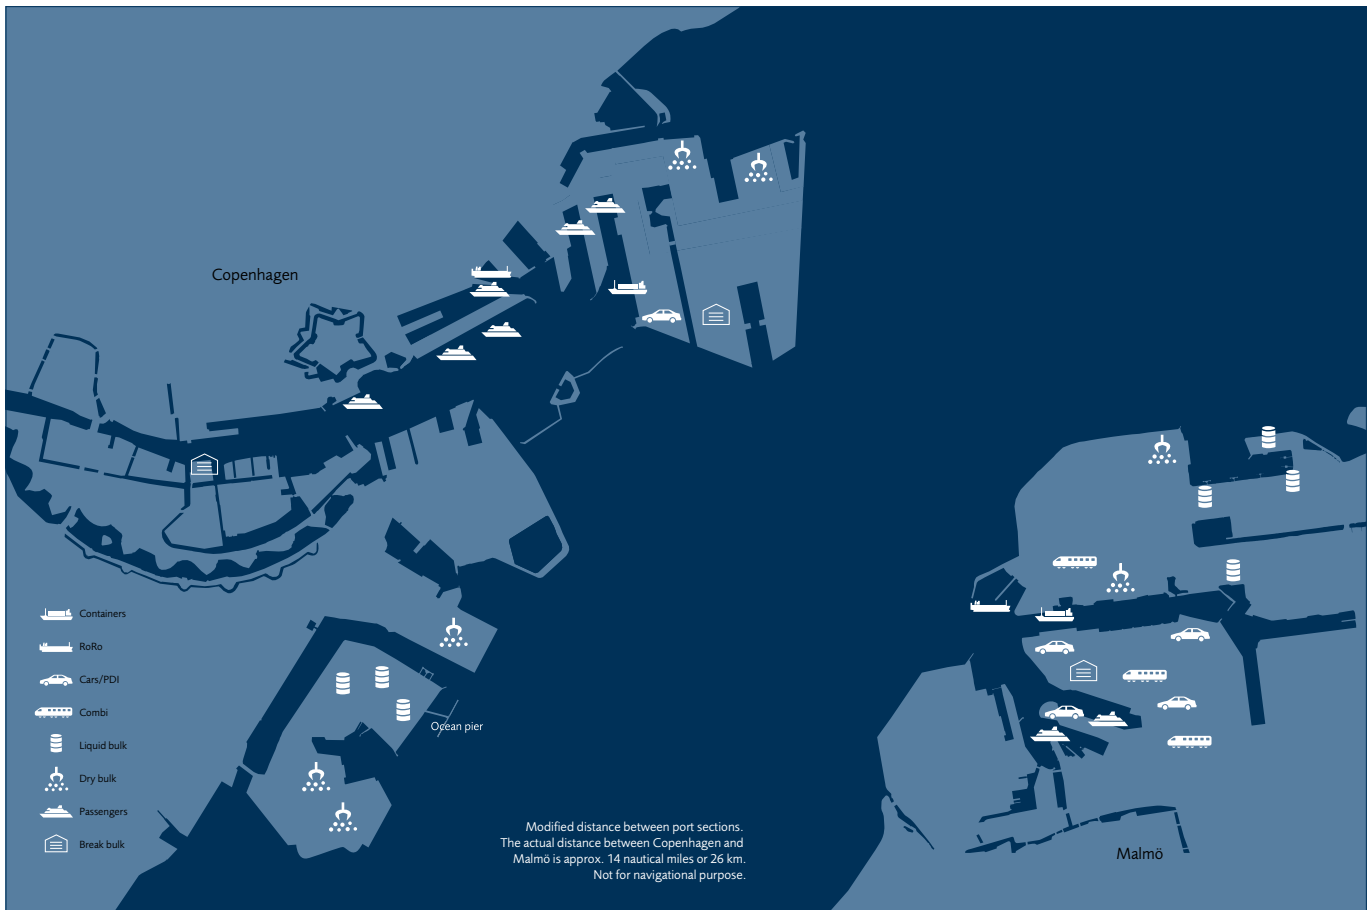 Copenhagen
Containers
RoRo
Cars/PDI
Combi
Liquid bulk
Dry bulk
Passengers
Break bulk
Ocean pier
Modified distance between port sections.
The actual distance between Copenhagen and
Malmö is approx. 14 nautical miles or 26 km.
Not for navigational purpose.
Malmö